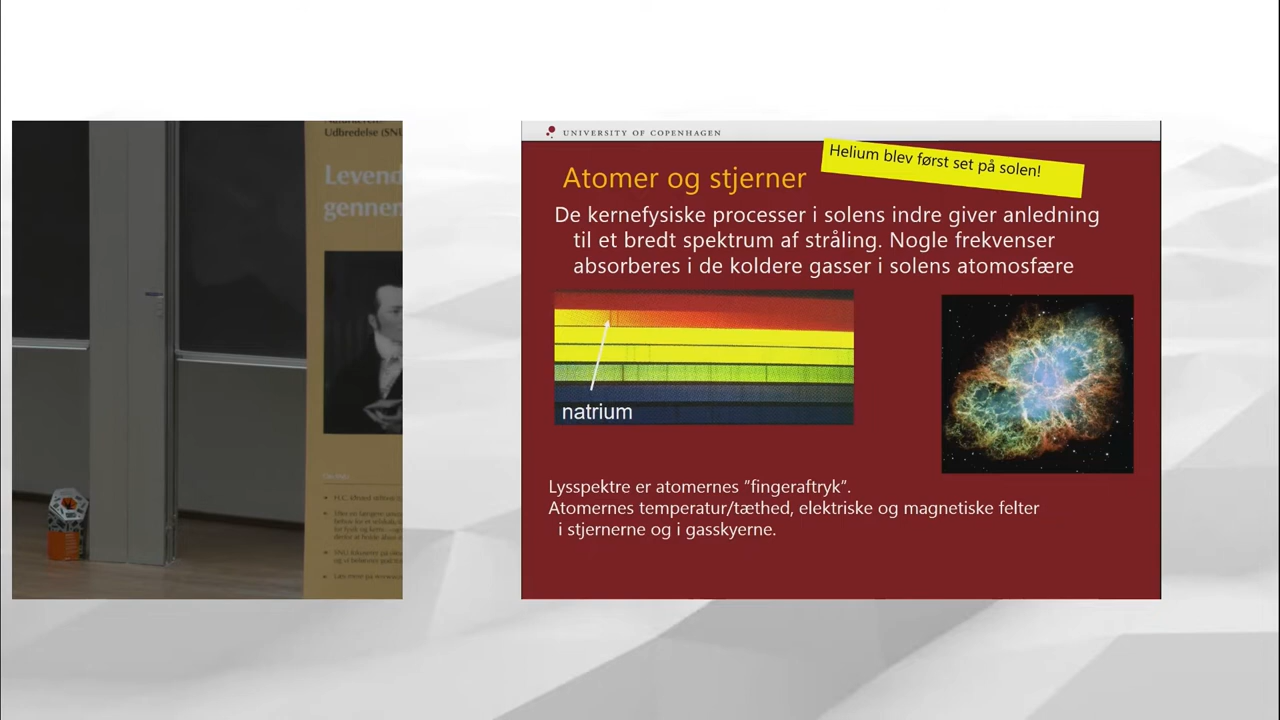 Udbredelse (SNU
Levend
gennem
UNIVERSITY OF COPENHAGEN
Helium blev først set på solen!
Atomer og stjerner
De kernefysiske processer i solens indre giver anledning
til et bredt spektrum af stråling. Nogle frekvenser
absorberes i de koldere gasser i solens atomosfære
natrium
Lysspektre er atomernes ”fingeraftryk”.
Atomernes temperatur/tæthed, elektriske og magnetiske felter
i stjernerne og i gasskyerne.